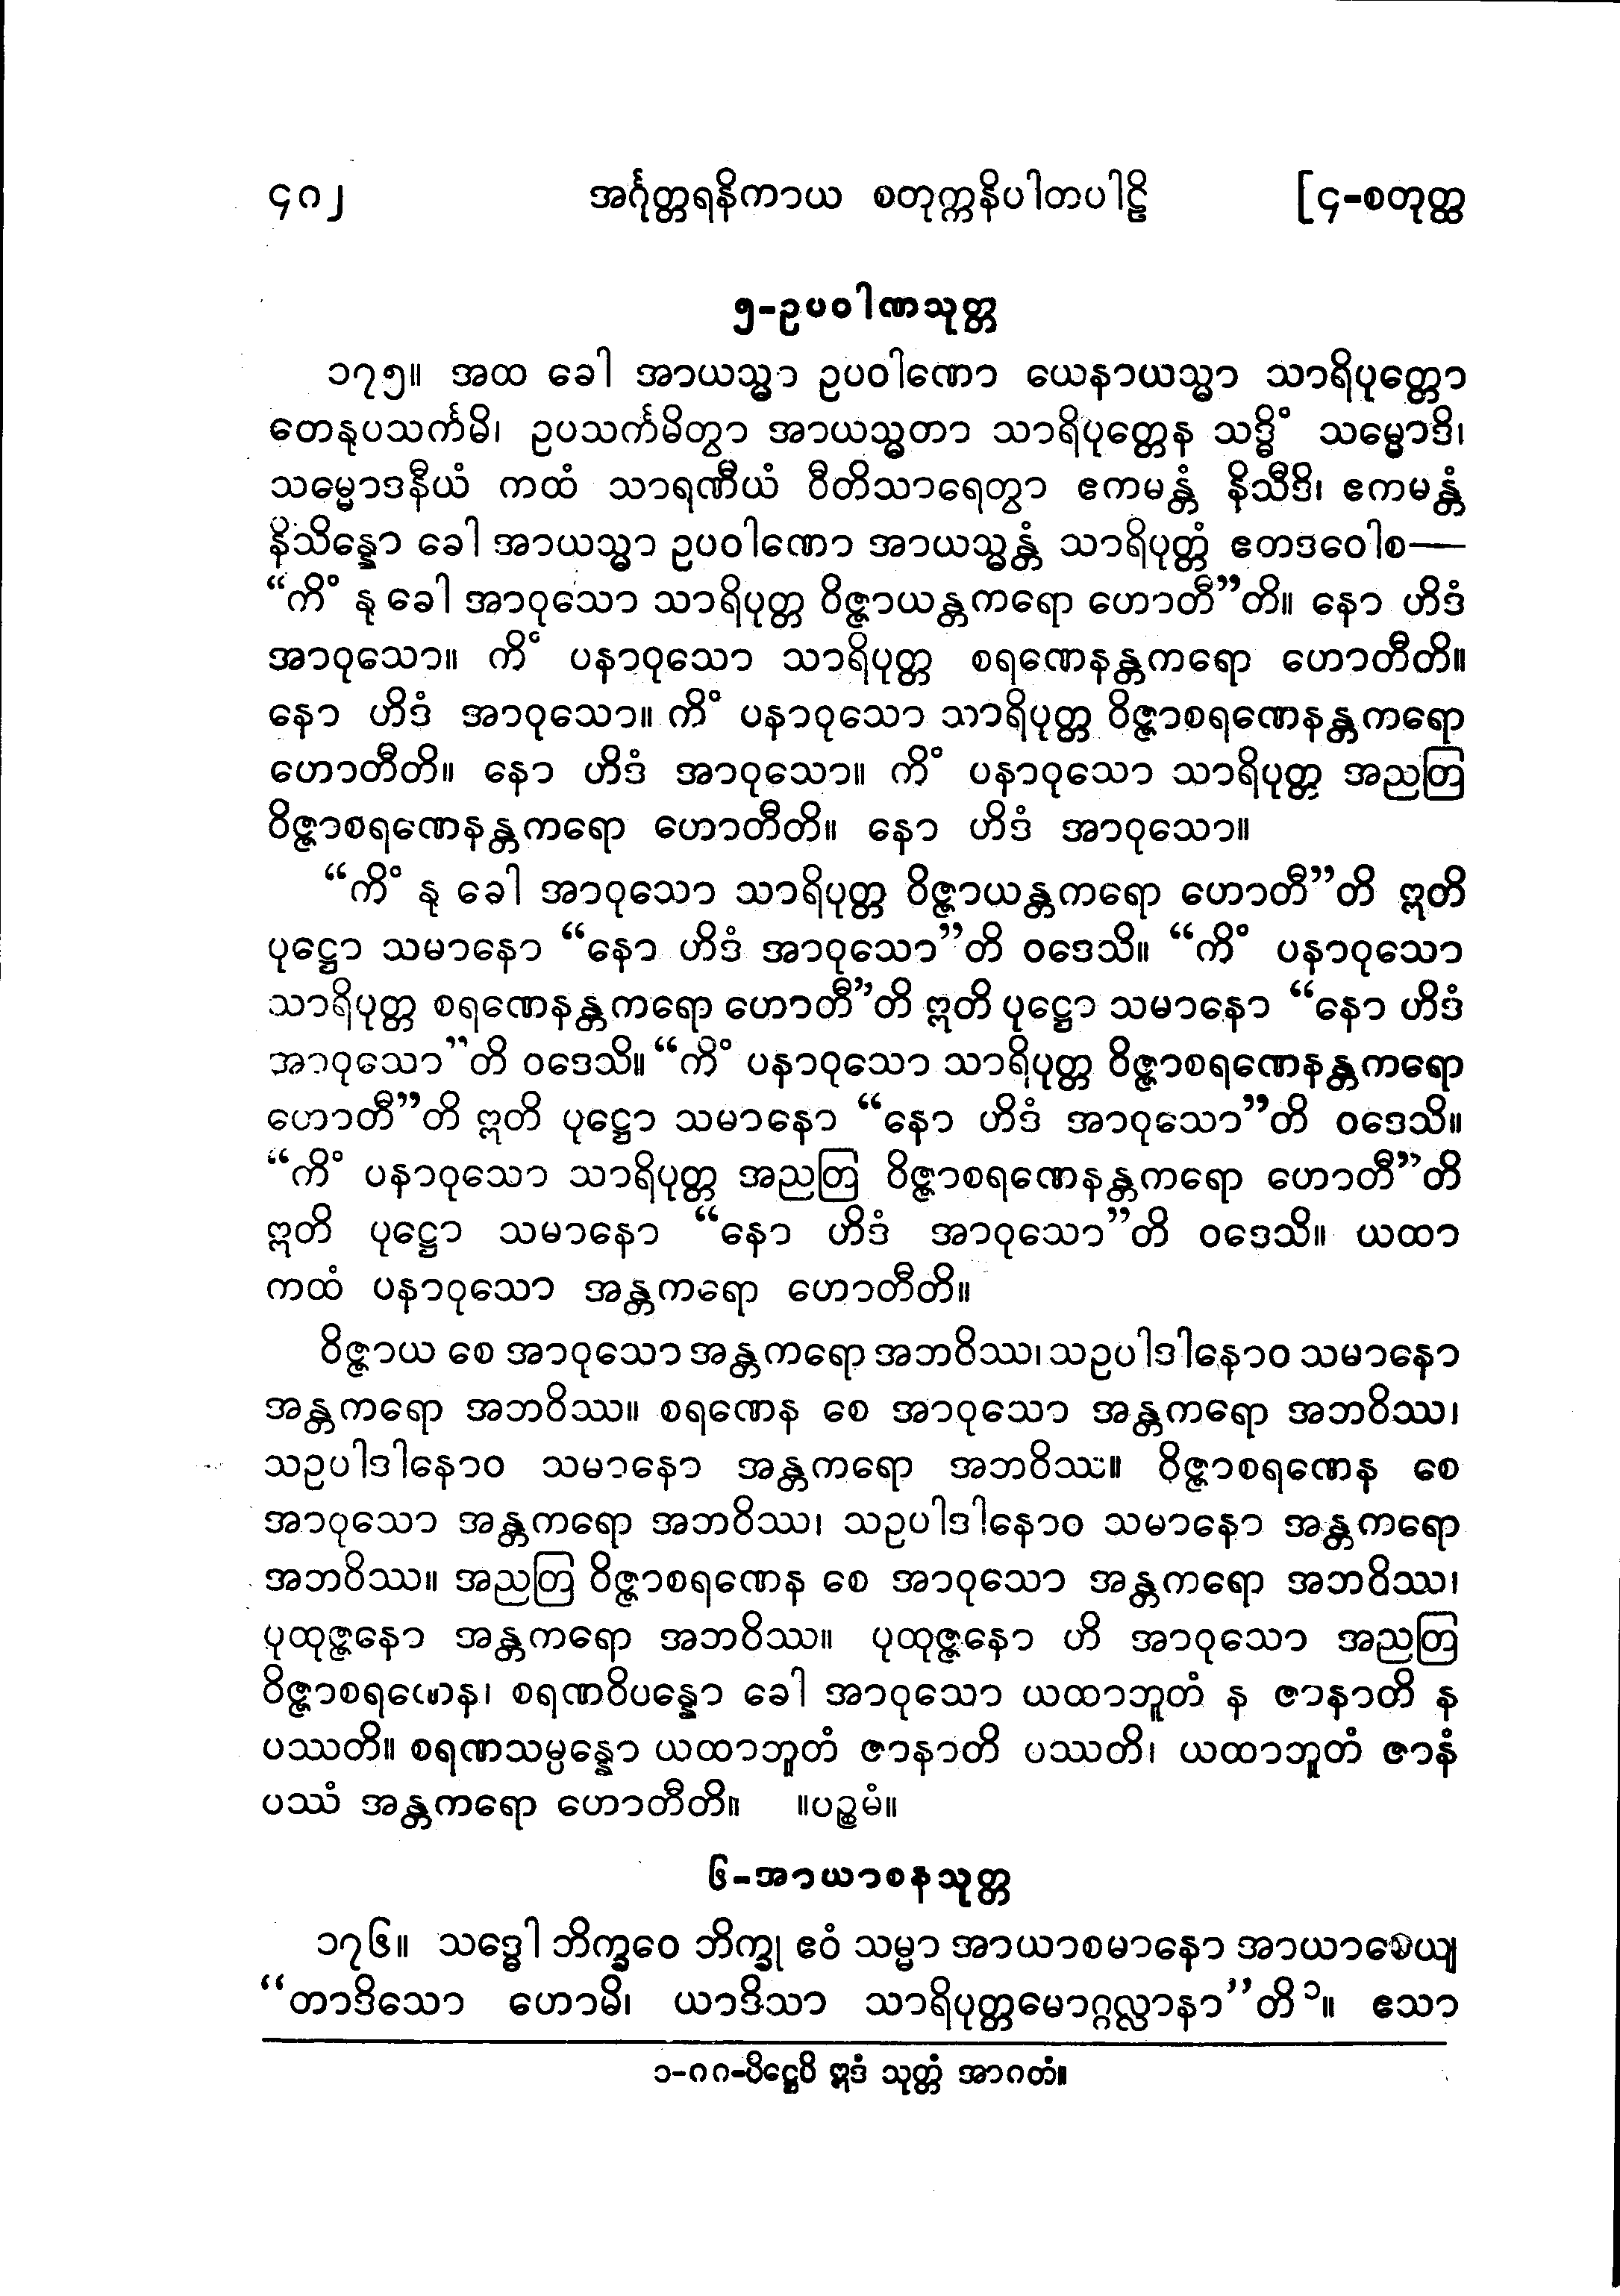 ၄၈၂ အင်္ဂုတ္တရနိကာယ စတုက္ကနိပါတပါဠိ [၄-စတုတ္ထ
၅-ဥပဝါဏသုတ္တ
၁၇၅။ အထ ခေါ အာယသ္မာ ဥပဝါဏော ယေနာယသ္မာ သာရိပုတ္တော
တေနုပသင်္ကမိ၊ ဥပသင်္ကမိတွာ အာယသ္မတာ သာရိပုတ္တေန သဒ္ဓိံ သမ္မောဒိ၊
သမ္မောဒနီယံ ကထံ သာရဏီယံ ဝီတိသာရေတွာ ဧကမန္တံ နိသီဒိ၊ ဧကမန္တံ
နိသိန္နော ခေါ အာယသ္မာ ဥပဝါဏော အာယသ္မန္တံ သာရိပုတ္တံ ဧတဒဝေါစ—
“ကိံ နု ခေါ အာဝုသော သာရိပုတ္တ ဝိဇ္ဇာယန္တကရော ဟောတီ”တိ။ နော ဟိဒံ
အာဝုသော။ ကိံ ပနာဝုသော သာရိပုတ္တ စရဏေနန္တကရော ဟောတီတိ။
နော ဟိဒံ အာဝုသော။ ကိံ ပနာဝုသော သာရိပုတ္တ ဝိဇ္ဇာစရဏေနန္တကရော
ဟောတီတိ။ နော ဟိဒံ အာဝုသော။ ကိံ ပနာဝုသော သာရိပုတ္တ အညတြ
ဝိဇ္ဇာစရဏေနန္တကရော ဟောတီတိ။ နော ဟိဒံ အာဝုသော။
“ကိံ နု ခေါ အာဝုသော သာရိပုတ္တ ဝိဇ္ဇာယန္တကရော ဟောတီ”တိ ဣတိ
ပုဋ္ဌော သမာနော “နော ဟိဒံ အာဝုသော”တိ ဝဒေသိ။ “ကိံ ပနာဝုသော
သာရိပုတ္တ စရဏေနန္တကရော ဟောတီ”တိ ဣတိ ပုဋ္ဌော သမာနော “နော ဟိဒံ
အာဝုသော”တိ ဝဒေသိ။ “ကိံ ပနာဝုသော သာရိပုတ္တ ဝိဇ္ဇာစရဏေနန္တကရော
ဟောတီ”တိ ဣတိ ပုဋ္ဌော သမာနော “နော ဟိဒံ အာဝုသော”တိ ဝဒေသိ။
“ကိံ ပနာဝုသော သာရိပုတ္တ အညတြ ဝိဇ္ဇာစရဏေနန္တကရော ဟောတီ”တိ
ဣတိ ပုဋ္ဌော သမာနော “နော ဟိဒံ အာဝုသော”တိ ဝဒေသိ။ ယထာ
ကထံ ပနာဝုသော အန္တကရော ဟောတီတိ။
ဝိဇ္ဇာယ စေ အာဝုသော အန္တကရော အဘဝိဿ၊ သဥပါဒါနောဝ သမာနော
အန္တကရော အဘဝိဿ။ စရဏေန စေ အာဝုသော အန္တကရော အဘဝိဿ၊
သဥပါဒါနောဝ သမာနော အန္တကရော အဘဝိဿ။ ဝိဇ္ဇာစရဏေန စေ
အာဝုသော အန္တကရော အဘဝိဿ၊ သဥပါဒါနောဝ သမာနော အန္တကရော
အဘဝိဿ။ အညတြ ဝိဇ္ဇာစရဏေန စေ အာဝုသော အန္တကရော အဘဝိဿ၊
ပုထုဇ္ဇနော အန္တကရော အဘဝိဿ။ ပုထုဇ္ဇနော ဟိ အာဝုသော အညတြ
ဝိဇ္ဇာစရဏေန၊ စရဏဝိပန္နော ခေါ အာဝုသော ယထာဘူတံ န ဇာနာတိ န
ပဿတိ။ စရဏသမ္ပန္နော ယထာဘူတံ ဇာနာတိ ပဿတိ၊ ယထာဘူတံ ဇာနံ
ပဿံ အန္တကရော ဟောတီတိ။ ။ပဉ္စမံ။
၆-အာယာစနသုတ္တ
၁၇၆။ သဒ္ဓေါ ဘိက္ခဝေ ဘိက္ခု ဧဝံ သမ္မာ အာယာစမာနော အာယာစေယျ
“တာဒိသော ဟောမိ၊ ယာဒိသာ သာရိပုတ္တမောဂ္ဂလ္လာနာ”တိ ၁။ ဧသာ
၁-၈၈-ပိဋ္ဌေပိ ဣဒံ သုတ္တံ အာဂတံ။